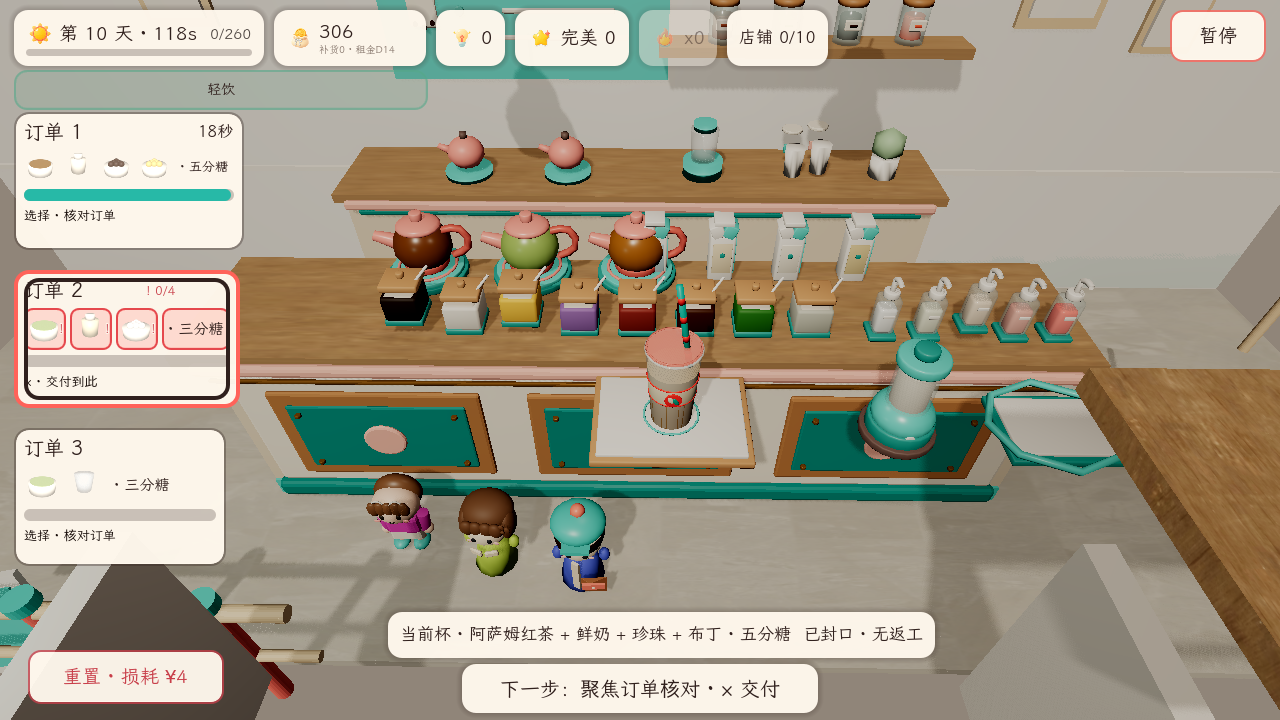 第 10 天・118s 0/260
306
补货0・租金D14
0
完美 0
x0
店铺 0/10
暂停
轻饮
订单 1 18秒
・五分糖
选择・核对订单
订单 2 ! 0/4
! ! ! ・三分糖
x・交付到此
订单 3
・三分糖
选择・核对订单
当前杯・阿萨姆红茶 + 鲜奶 + 珍珠 + 布丁・五分糖 已封口・无返工
下一步: 聚焦订单核对・x 交付
重置・损耗 ¥4